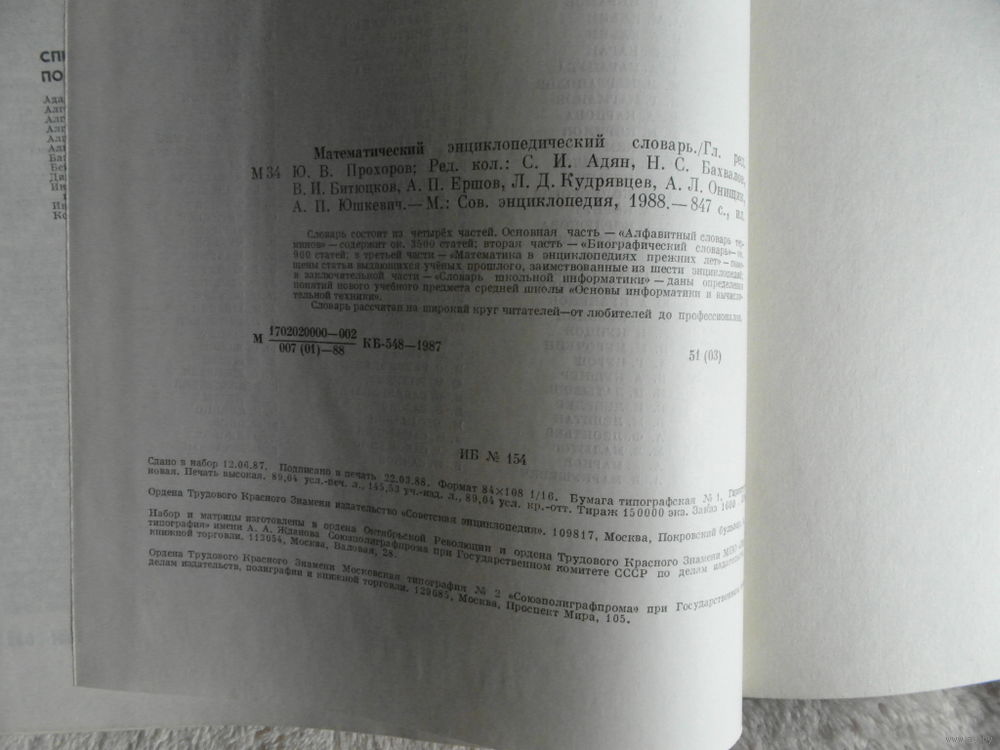 СПИ
ПО
Ада
Математический энциклопедический словарь./Гл. ред.
М34 Ю. В. Прохоров; Ред. кол.: С. И. Адян, Н. С. Бахвалов,
В. И. Битюцков, А. П. Ершов, Л. Д. Кудрявцев, А. Л. Онищик,
А. П. Юшкевич.— М.: Сов. энциклопедия, 1988.— 847 с., ил.
Словарь состоит из четырёх частей. Основная часть — «Алфавитный словарь тер-
минов» — содержит ок. 3500 статей; вторая часть — «Биографический словарь» — ок.
900 статей; в третьей части — «Математика в энциклопедиях прежних лет» — поме-
щены статьи выдающихся учёных прошлого, заимствованные из шести энциклопедий;
в заключительной части — «Словарь школьной информатики» — даны определения
понятий нового учебного предмета средней школы «Основы информатики и вычисли-
тельной техники».
Словарь рассчитан на широкий круг читателей—от любителей до профессионалов.
М 1702020000—002
007 (01)—88 КБ-548—1987
51 (03)
ИБ № 154
Сдано в набор 12.06.87. Подписано в печать 22.03.88. Формат 84×108 1/16. Бумага типографская № 1.
новая. Печать высокая. 89,04 усл.-печ. л., 145,53 уч.-изд. л., 89,04 усл. кр.-отт. Тираж 150000 экз. Заказ 1600
Ордена Трудового Красного Знамени издательство «Советская энциклопедия». 109817, Москва, Покровский бульвар
Набор и матрицы изготовлены в ордена Октябрьской Революции и ордена Трудового Красного Знамени МПО
типография» имени А. А. Жданова Союзполиграфпрома при Государственном комитете СССР по делам издательств
книжной торговли. 113054, Москва, Валовая, 28.
Ордена Трудового Красного Знамени Московская типография № 2 «Союзполиграфпрома» при Государственном
делам издательств, полиграфии и книжной торговли. 129085, Москва, Проспект Мира, 105.